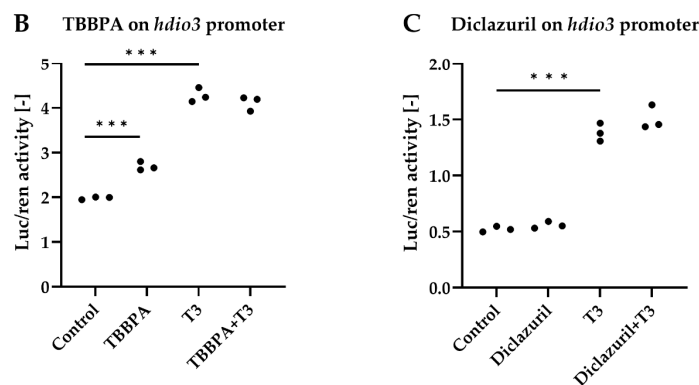 B TBBPA on hdio3 promoter
Luc/ren activity [-]
5
4
3
2
1
0
* * *
* * *
Control
TBBPA
T3
TBBPA+T3
C Diclazuril on hdio3 promoter
Luc/ren activity [-]
2.0
1.5
1.0
0.5
0.0
* * *
Control
Diclazuril
T3
Diclazuril+T3